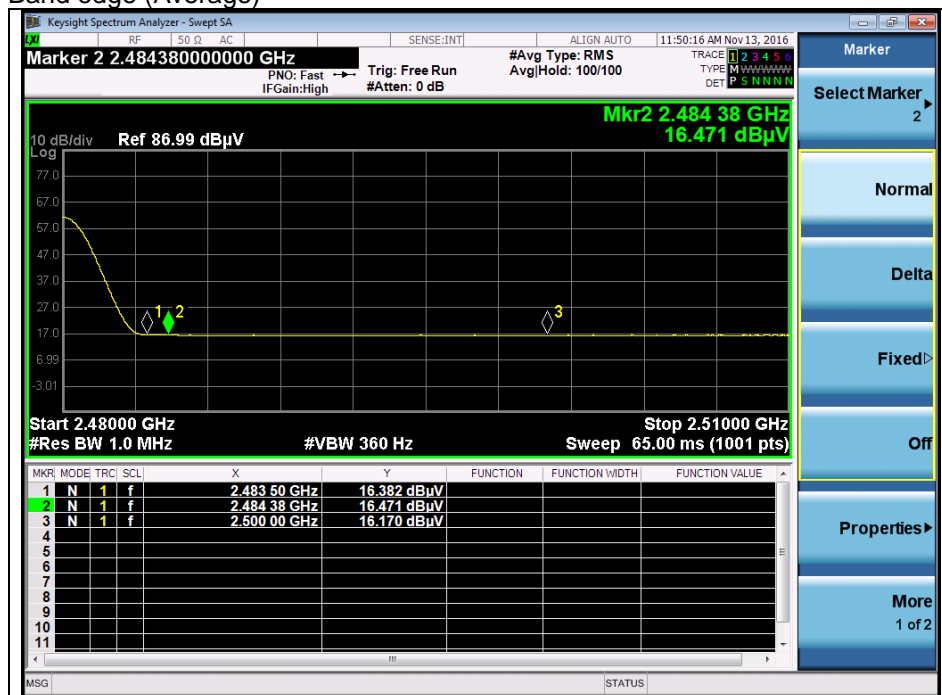 Band edge (Average)
Keysight Spectrum Analyzer - Swept SA
LXI RF 50 Ω AC SENSE:INT ALIGN AUTO 11:50:16 AM Nov 13, 2016
Marker 2 2.484380000000 GHz
PNO: Fast
IFGain:High
Trig: Free Run
#Atten: 0 dB
#Avg Type: RMS
Avg|Hold: 100/100
TRACE 1 2 3 4 5 6
TYPE M WWWWW
DET P S N N N N
Mkr2 2.484 38 GHz
16.471 dBµV
10 dB/div Ref 86.99 dBµV
Log
77.0
67.0
57.0
47.0
37.0
27.0
17.0
6.99
-3.01
1 2 3
Start 2.48000 GHz Stop 2.51000 GHz
#Res BW 1.0 MHz #VBW 360 Hz Sweep 65.00 ms (1001 pts)
MKR MODE TRC SCL X Y FUNCTION FUNCTION WIDTH FUNCTION VALUE
1 N 1 f 2.483 50 GHz 16.382 dBµV
2 N 1 f 2.484 38 GHz 16.471 dBµV
3 N 1 f 2.500 00 GHz 16.170 dBµV
4
5
6
7
8
9
10
11
MSG STATUS
Marker
Select Marker
2
Normal
Delta
Fixed
Off
Properties
More
1 of 2